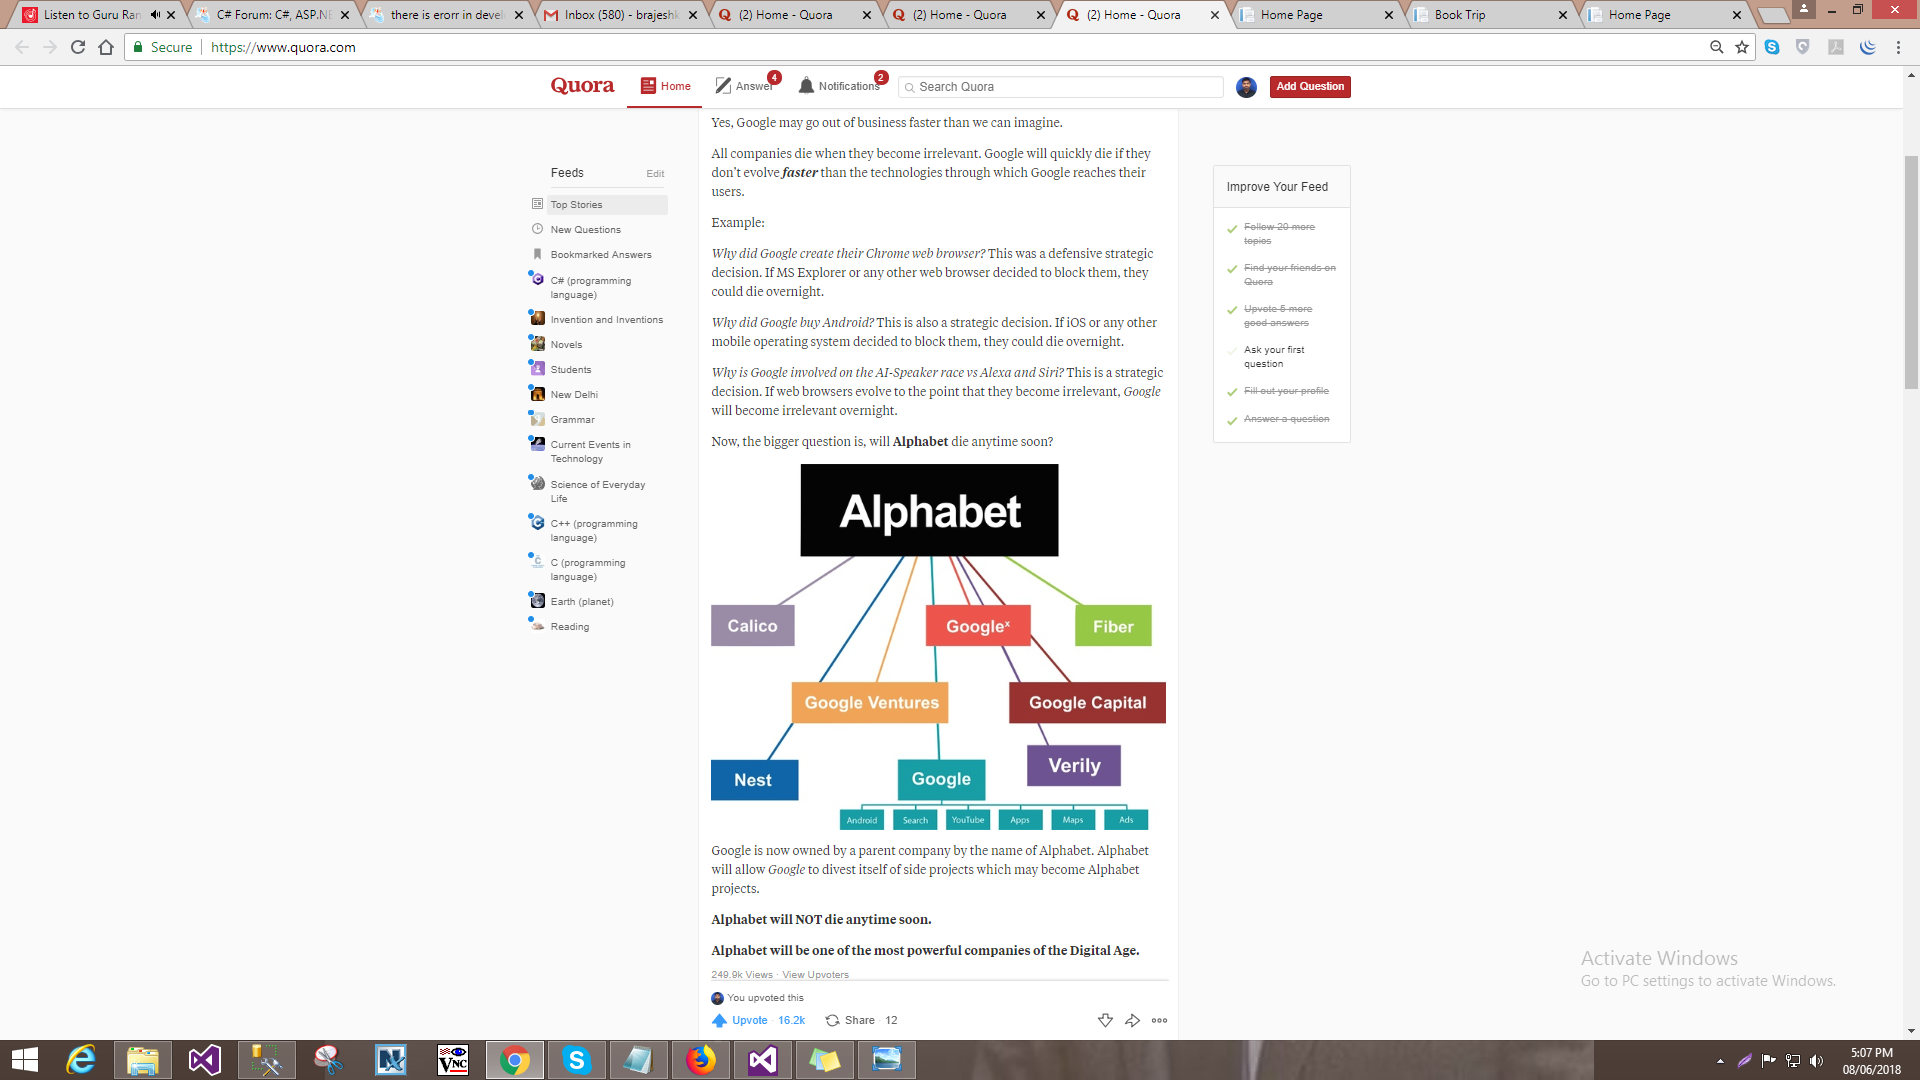 Listen to Guru Ran
C# Forum: C#, ASP.NE
there is erorr in develo
Inbox (580) - brajeshk
(2) Home - Quora
(2) Home - Quora
(2) Home - Quora
Home Page
Book Trip
Home Page
Secure
https://www.quora.com
Quora
Home
Answer
4
Notifications
2
Search Quora
Add Question
Feeds
Edit
Top Stories
New Questions
Bookmarked Answers
C# (programming
language)
Invention and Inventions
Novels
Students
New Delhi
Grammar
Current Events in
Technology
Science of Everyday
Life
C++ (programming
language)
C (programming
language)
Earth (planet)
Reading
Yes, Google may go out of business faster than we can imagine.
All companies die when they become irrelevant. Google will quickly die if they
don't evolve faster than the technologies through which Google reaches their
users.
Example:
Why did Google create their Chrome web browser? This was a defensive strategic
decision. If MS Explorer or any other web browser decided to block them, they
could die overnight.
Why did Google buy Android? This is also a strategic decision. If iOS or any other
mobile operating system decided to block them, they could die overnight.
Why is Google involved on the AI-Speaker race vs Alexa and Siri? This is a strategic
decision. If web browsers evolve to the point that they become irrelevant, Google
will become irrelevant overnight.
Now, the bigger question is, will Alphabet die anytime soon?
Alphabet
Calico
Googlex
Fiber
Google Ventures
Google Capital
Nest
Google
Verily
Android
Search
YouTube
Apps
Maps
Ads
Google is now owned by a parent company by the name of Alphabet. Alphabet
will allow Google to divest itself of side projects which may become Alphabet
projects.
Alphabet will NOT die anytime soon.
Alphabet will be one of the most powerful companies of the Digital Age.
249.9k Views · View Upvoters
You upvoted this
Upvote · 16.2k
Share · 12
Improve Your Feed
Follow 20 more
topics
Find your friends on
Quora
Upvote 5 more
good answers
Ask your first
question
Fill out your profile
Answer a question
Activate Windows
Go to PC settings to activate Windows.
5:07 PM
08/06/2018